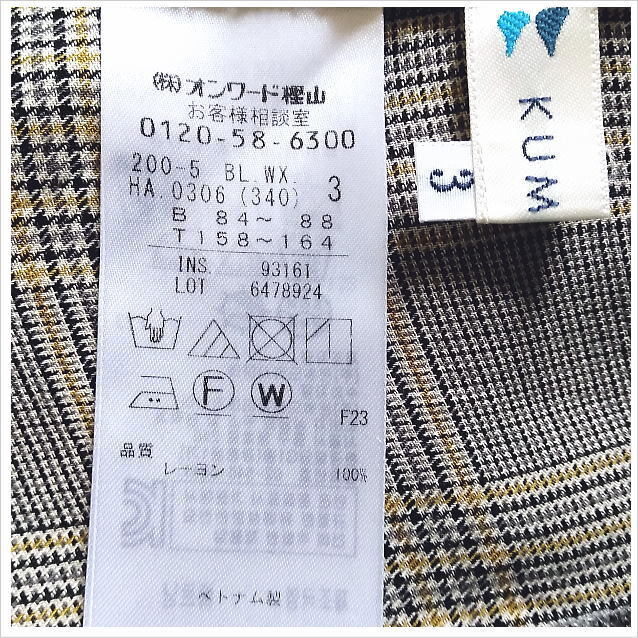 (株)オンワード樫山
お客様相談室
0120-58-6300
200-5 BL.WX.
HA.0306(340) 3
B 84～ 88
T 158～164
INS. 93161
LOT 6478924
F W
F23
品質
レーヨン 100%
ベトナム製
3
KUM